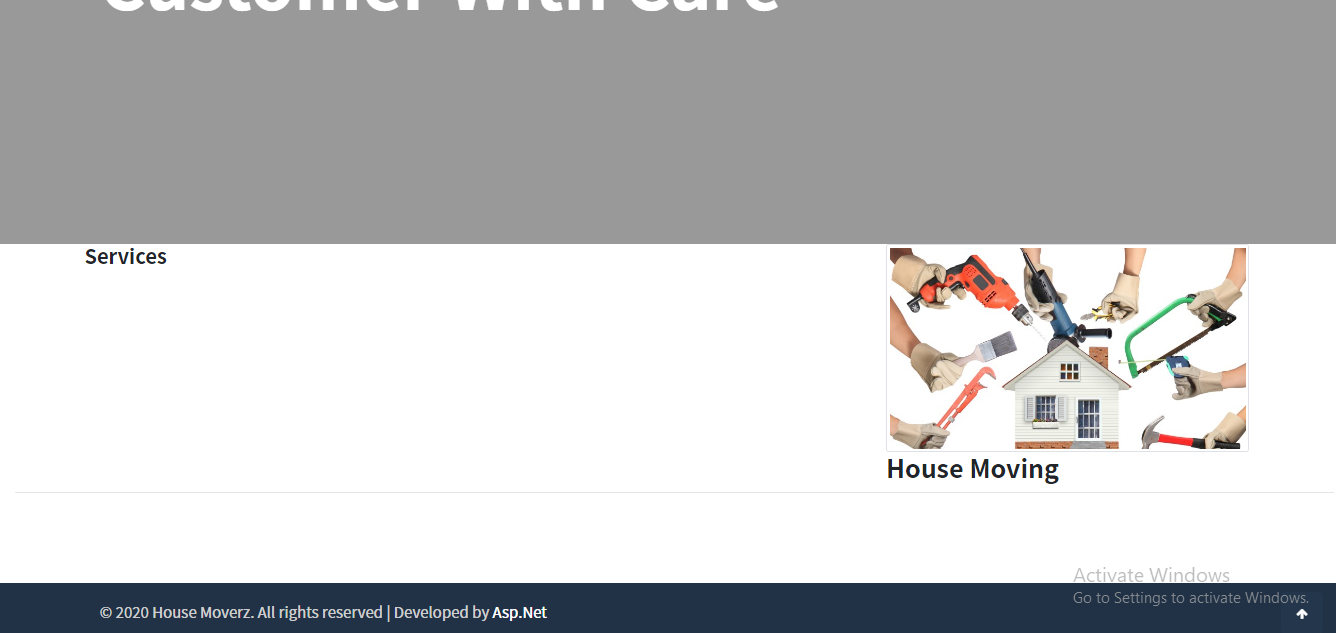 Customer With Care
Services
House Moving
Activate Windows
Go to Settings to activate Windows.
© 2020 House Moverz. All rights reserved | Developed by Asp.Net